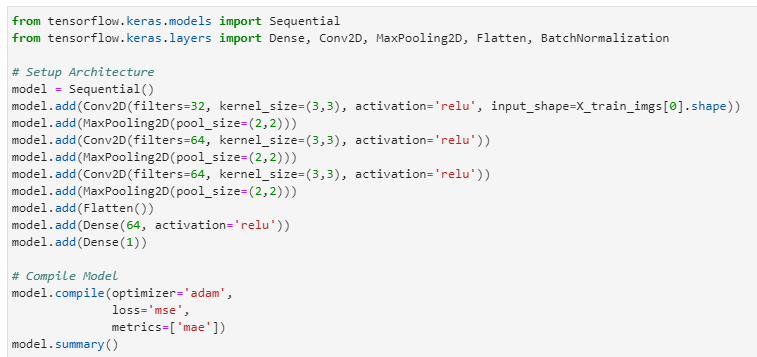 from tensorflow.keras.models import Sequential
from tensorflow.keras.layers import Dense, Conv2D, MaxPooling2D, Flatten, BatchNormalization

# Setup Architecture
model = Sequential()
model.add(Conv2D(filters=32, kernel_size=(3,3), activation='relu', input_shape=X_train_imgs[0].shape))
model.add(MaxPooling2D(pool_size=(2,2)))
model.add(Conv2D(filters=64, kernel_size=(3,3), activation='relu'))
model.add(MaxPooling2D(pool_size=(2,2)))
model.add(Conv2D(filters=64, kernel_size=(3,3), activation='relu'))
model.add(MaxPooling2D(pool_size=(2,2)))
model.add(Flatten())
model.add(Dense(64, activation='relu'))
model.add(Dense(1))

# Compile Model
model.compile(optimizer='adam',
              loss='mse',
              metrics=['mae'])
model.summary()